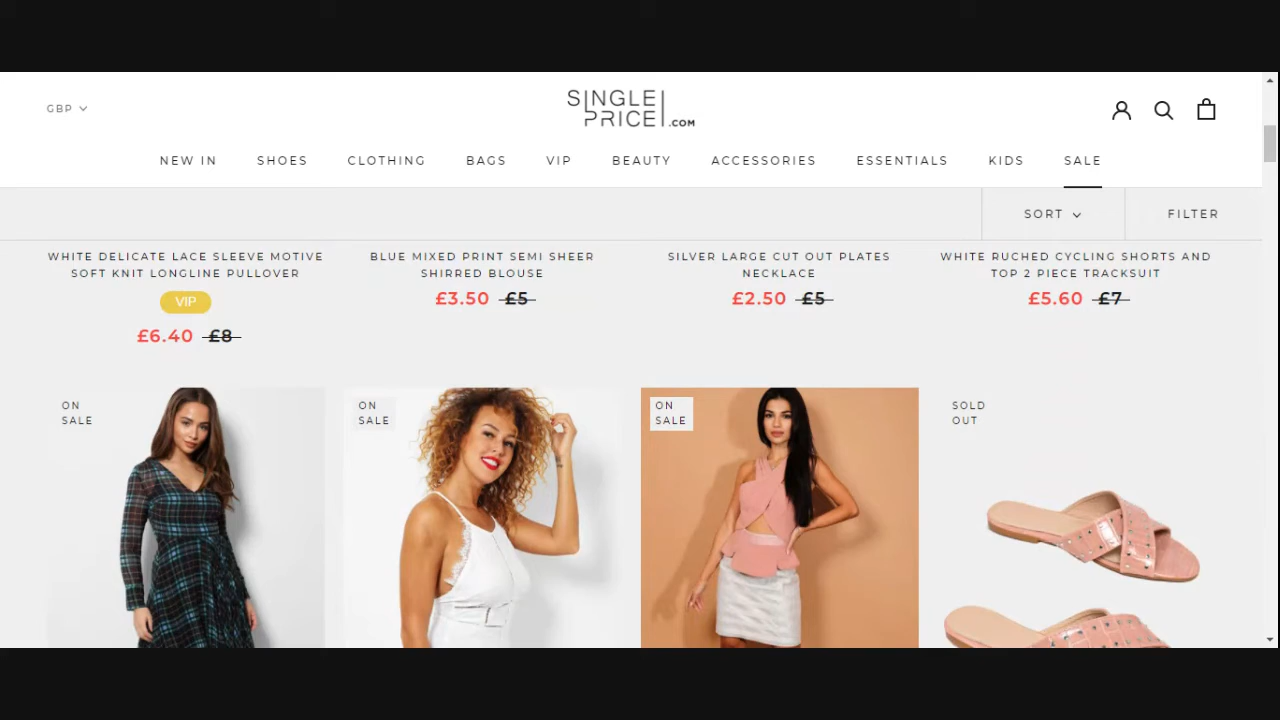 GBP
SINGLE
PRICE.COM
NEW IN SHOES CLOTHING BAGS VIP BEAUTY ACCESSORIES ESSENTIALS KIDS SALE
SORT FILTER
WHITE DELICATE LACE SLEEVE MOTIVE
SOFT KNIT LONGLINE PULLOVER
VIP
£6.40 £8
BLUE MIXED PRINT SEMI SHEER
SHIRRED BLOUSE
£3.50 £5
SILVER LARGE CUT OUT PLATES
NECKLACE
£2.50 £5
WHITE RUCHED CYCLING SHORTS AND
TOP 2 PIECE TRACKSUIT
£5.60 £7
ON
SALE
ON
SALE
ON
SALE
SOLD
OUT